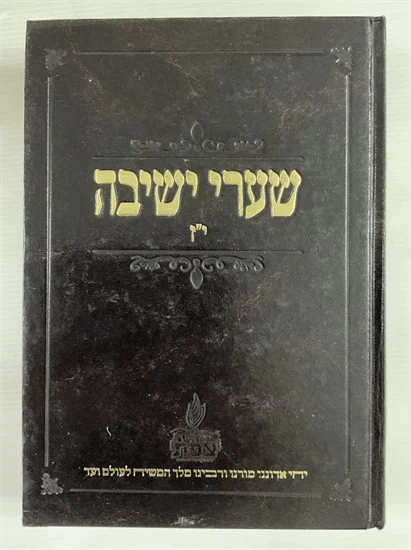 שערי ישיבה
י"ז
יחי אדוננו מורנו ורבינו מלך המשיח לעולם ועד